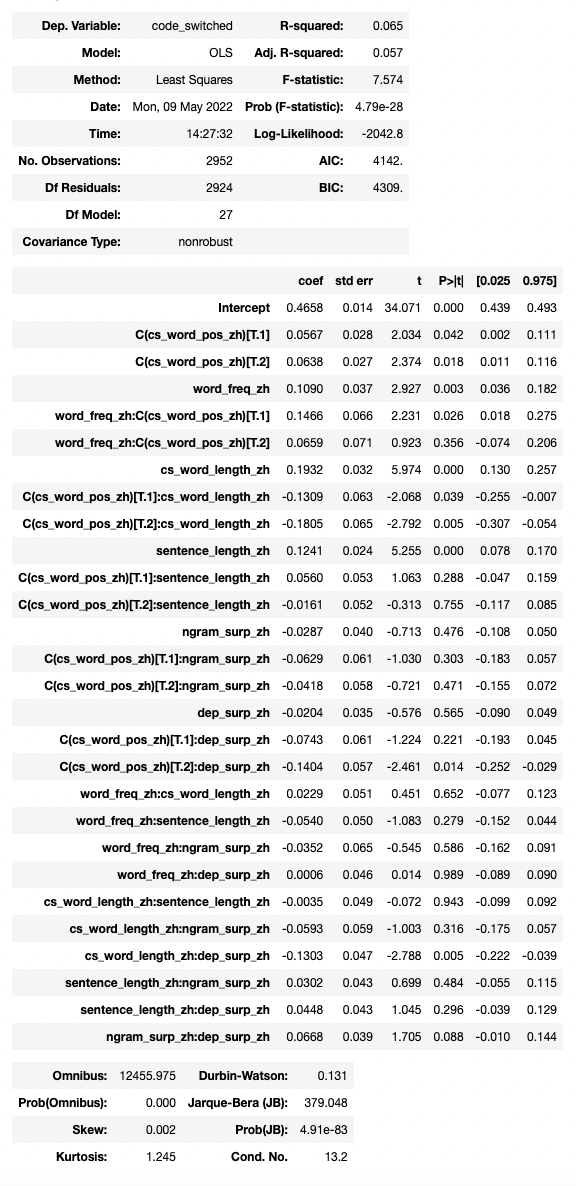 Dep. Variable: code_switched R-squared: 0.065
Model: OLS Adj. R-squared: 0.057
Method: Least Squares F-statistic: 7.574
Date: Mon, 09 May 2022 Prob (F-statistic): 4.79e-28
Time: 14:27:32 Log-Likelihood: -2042.8
No. Observations: 2952 AIC: 4142.
Df Residuals: 2924 BIC: 4309.
Df Model: 27
Covariance Type: nonrobust
coef std err t P>|t| [0.025 0.975]
Intercept 0.4658 0.014 34.071 0.000 0.439 0.493
C(cs_word_pos_zh)[T.1] 0.0567 0.028 2.034 0.042 0.002 0.111
C(cs_word_pos_zh)[T.2] 0.0638 0.027 2.374 0.018 0.011 0.116
word_freq_zh 0.1090 0.037 2.927 0.003 0.036 0.182
word_freq_zh:C(cs_word_pos_zh)[T.1] 0.1466 0.066 2.231 0.026 0.018 0.275
word_freq_zh:C(cs_word_pos_zh)[T.2] 0.0659 0.071 0.923 0.356 -0.074 0.206
cs_word_length_zh 0.1932 0.032 5.974 0.000 0.130 0.257
C(cs_word_pos_zh)[T.1]:cs_word_length_zh -0.1309 0.063 -2.068 0.039 -0.255 -0.007
C(cs_word_pos_zh)[T.2]:cs_word_length_zh -0.1805 0.065 -2.792 0.005 -0.307 -0.054
sentence_length_zh 0.1241 0.024 5.255 0.000 0.078 0.170
C(cs_word_pos_zh)[T.1]:sentence_length_zh 0.0560 0.053 1.063 0.288 -0.047 0.159
C(cs_word_pos_zh)[T.2]:sentence_length_zh -0.0161 0.052 -0.313 0.755 -0.117 0.085
ngram_surp_zh -0.0287 0.040 -0.713 0.476 -0.108 0.050
C(cs_word_pos_zh)[T.1]:ngram_surp_zh -0.0629 0.061 -1.030 0.303 -0.183 0.057
C(cs_word_pos_zh)[T.2]:ngram_surp_zh -0.0418 0.058 -0.721 0.471 -0.155 0.072
dep_surp_zh -0.0204 0.035 -0.576 0.565 -0.090 0.049
C(cs_word_pos_zh)[T.1]:dep_surp_zh -0.0743 0.061 -1.224 0.221 -0.193 0.045
C(cs_word_pos_zh)[T.2]:dep_surp_zh -0.1404 0.057 -2.461 0.014 -0.252 -0.029
word_freq_zh:cs_word_length_zh 0.0229 0.051 0.451 0.652 -0.077 0.123
word_freq_zh:sentence_length_zh -0.0540 0.050 -1.083 0.279 -0.152 0.044
word_freq_zh:ngram_surp_zh -0.0352 0.065 -0.545 0.586 -0.162 0.091
word_freq_zh:dep_surp_zh 0.0006 0.046 0.014 0.989 -0.089 0.090
cs_word_length_zh:sentence_length_zh -0.0035 0.049 -0.072 0.943 -0.099 0.092
cs_word_length_zh:ngram_surp_zh -0.0593 0.059 -1.003 0.316 -0.175 0.057
cs_word_length_zh:dep_surp_zh -0.1303 0.047 -2.788 0.005 -0.222 -0.039
sentence_length_zh:ngram_surp_zh 0.0302 0.043 0.699 0.484 -0.055 0.115
sentence_length_zh:dep_surp_zh 0.0448 0.043 1.045 0.296 -0.039 0.129
ngram_surp_zh:dep_surp_zh 0.0668 0.039 1.705 0.088 -0.010 0.144
Omnibus: 12455.975 Durbin-Watson: 0.131
Prob(Omnibus): 0.000 Jarque-Bera (JB): 379.048
Skew: 0.002 Prob(JB): 4.91e-83
Kurtosis: 1.245 Cond. No. 13.2